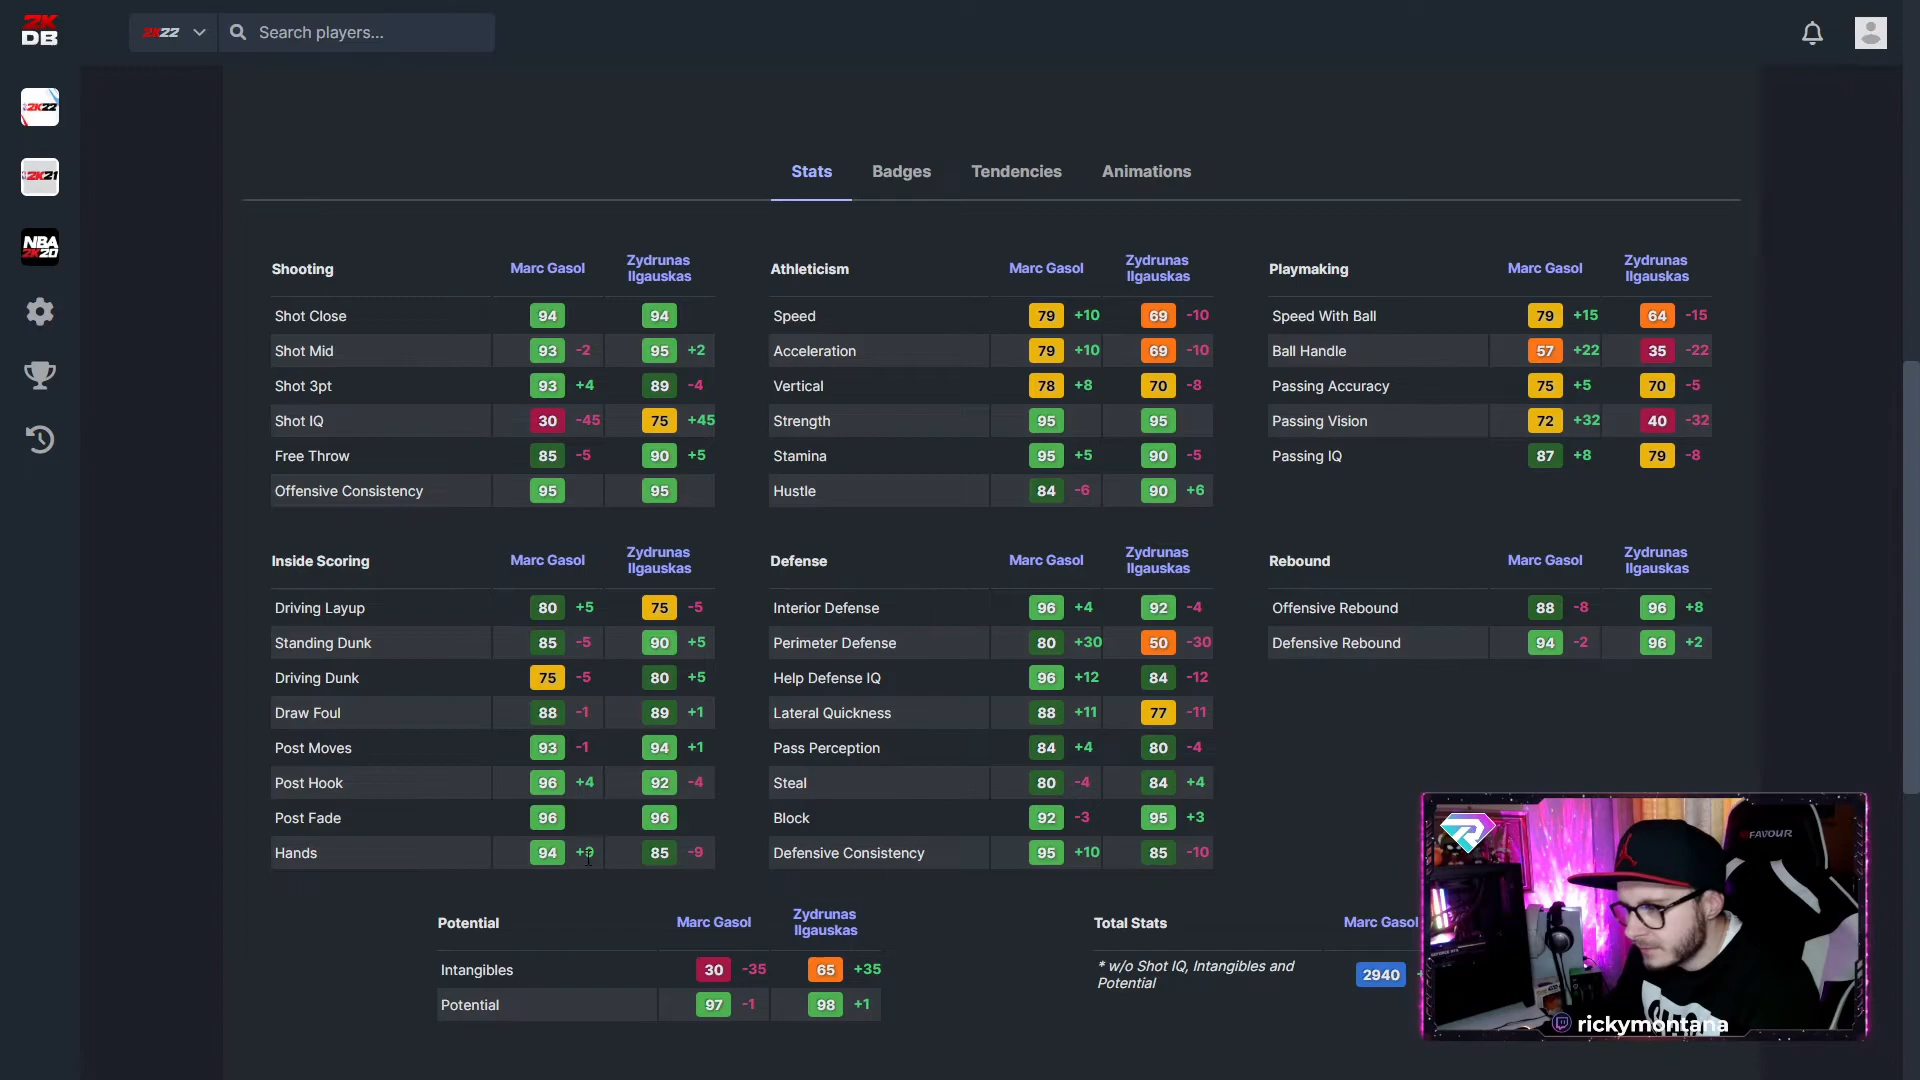 2K
DB
2K22
Search players...
2K22
2K21
NBA
2K20
Stats Badges Tendencies Animations
Shooting Marc Gasol Zydrunas Ilgauskas
Shot Close 94 94
Shot Mid 93 -2 95 +2
Shot 3pt 93 +4 89 -4
Shot IQ 30 -45 75 +45
Free Throw 85 -5 90 +5
Offensive Consistency 95 95
Athleticism Marc Gasol Zydrunas Ilgauskas
Speed 79 +10 69 -10
Acceleration 79 +10 69 -10
Vertical 78 +8 70 -8
Strength 95 95
Stamina 95 +5 90 -5
Hustle 84 -6 90 +6
Playmaking Marc Gasol Zydrunas Ilgauskas
Speed With Ball 79 +15 64 -15
Ball Handle 57 +22 35 -22
Passing Accuracy 75 +5 70 -5
Passing Vision 72 +32 40 -32
Passing IQ 87 +8 79 -8
Inside Scoring Marc Gasol Zydrunas Ilgauskas
Driving Layup 80 +5 75 -5
Standing Dunk 85 -5 90 +5
Driving Dunk 75 -5 80 +5
Draw Foul 88 -1 89 +1
Post Moves 93 -1 94 +1
Post Hook 96 +4 92 -4
Post Fade 96 96
Hands 94 +9 85 -9
Defense Marc Gasol Zydrunas Ilgauskas
Interior Defense 96 +4 92 -4
Perimeter Defense 80 +30 50 -30
Help Defense IQ 96 +12 84 -12
Lateral Quickness 88 +11 77 -11
Pass Perception 84 +4 80 -4
Steal 80 -4 84 +4
Block 92 -3 95 +3
Defensive Consistency 95 +10 85 -10
Rebound Marc Gasol Zydrunas Ilgauskas
Offensive Rebound 88 -8 96 +8
Defensive Rebound 94 -2 96 +2
Potential Marc Gasol Zydrunas Ilgauskas
Intangibles 30 -35 65 +35
Potential 97 -1 98 +1
Total Stats Marc Gasol
* w/o Shot IQ, Intangibles and
Potential 2940
FAVOUR
rickymontana